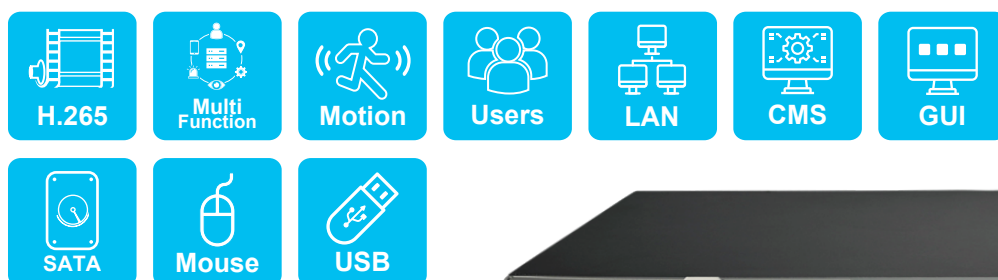 H.265
Multi
Function
Motion
Users
LAN
CMS
GUI
SATA
Mouse
USB